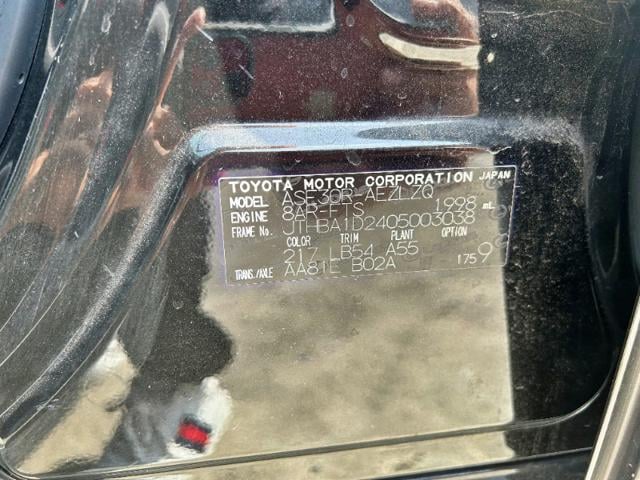 TOYOTA MOTOR CORPORATION JAPAN
MODEL ASE30R-AEZLZQ
ENGINE 8AR-FTS 1998 mL
FRAME No. JTHBA1D2405003038
COLOR TRIM PLANT OPTION
217 LB54 A55
TRANS./AXLE AA81E B02A 1759